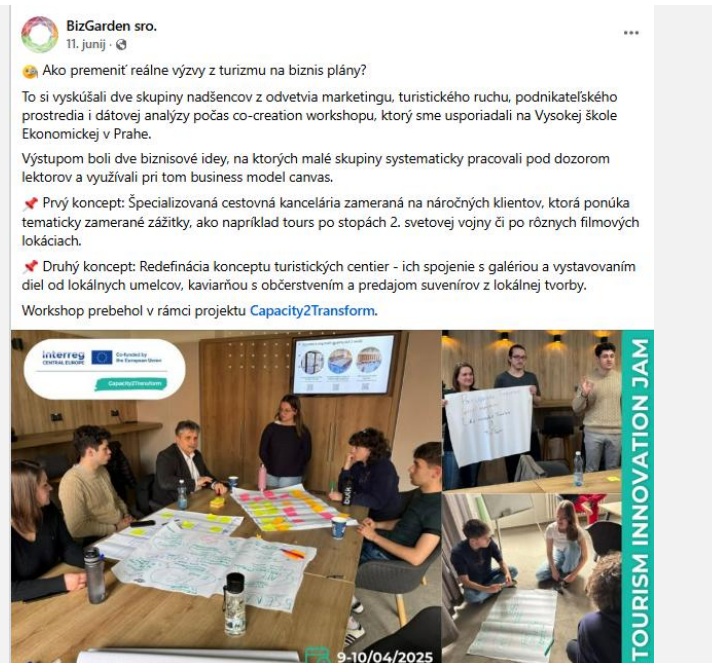 BizGarden sro.
11. junij ·
Ako premeniť reálne výzvy z turizmu na biznis plány?
To si vyskúšali dve skupiny nadšencov z odvetvia marketingu, turistického ruchu, podnikateľského
prostredia i dátovej analýzy počas co-creation workshopu, ktorý sme usporiadali na Vysokej škole
Ekonomickej v Prahe.
Výstupom boli dve biznisové idey, na ktorých malé skupiny systematicky pracovali pod dozorom
lektorov a využívali pri tom business model canvas.
Prvý koncept: Špecializovaná cestovná kancelária zameraná na náročných klientov, ktorá ponúka
tematicky zamerané zážitky, ako napríklad tours po stopách 2. svetovej vojny či po rôznych filmových
lokáciach.
Druhý koncept: Redefinácia konceptu turistických centier - ich spojenie s galériou a vystavovaním
diel od lokálnych umelcov, kaviarňou s občerstvením a predajom suvenírov z lokálnej tvorby.
Workshop prebehol v rámci projektu Capacity2Transform.
Interreg
CENTRAL EUROPE
Co-funded by
the European Union
Capacity2Transform
TOURISM INNOVATION JAM
9-10/04/2025